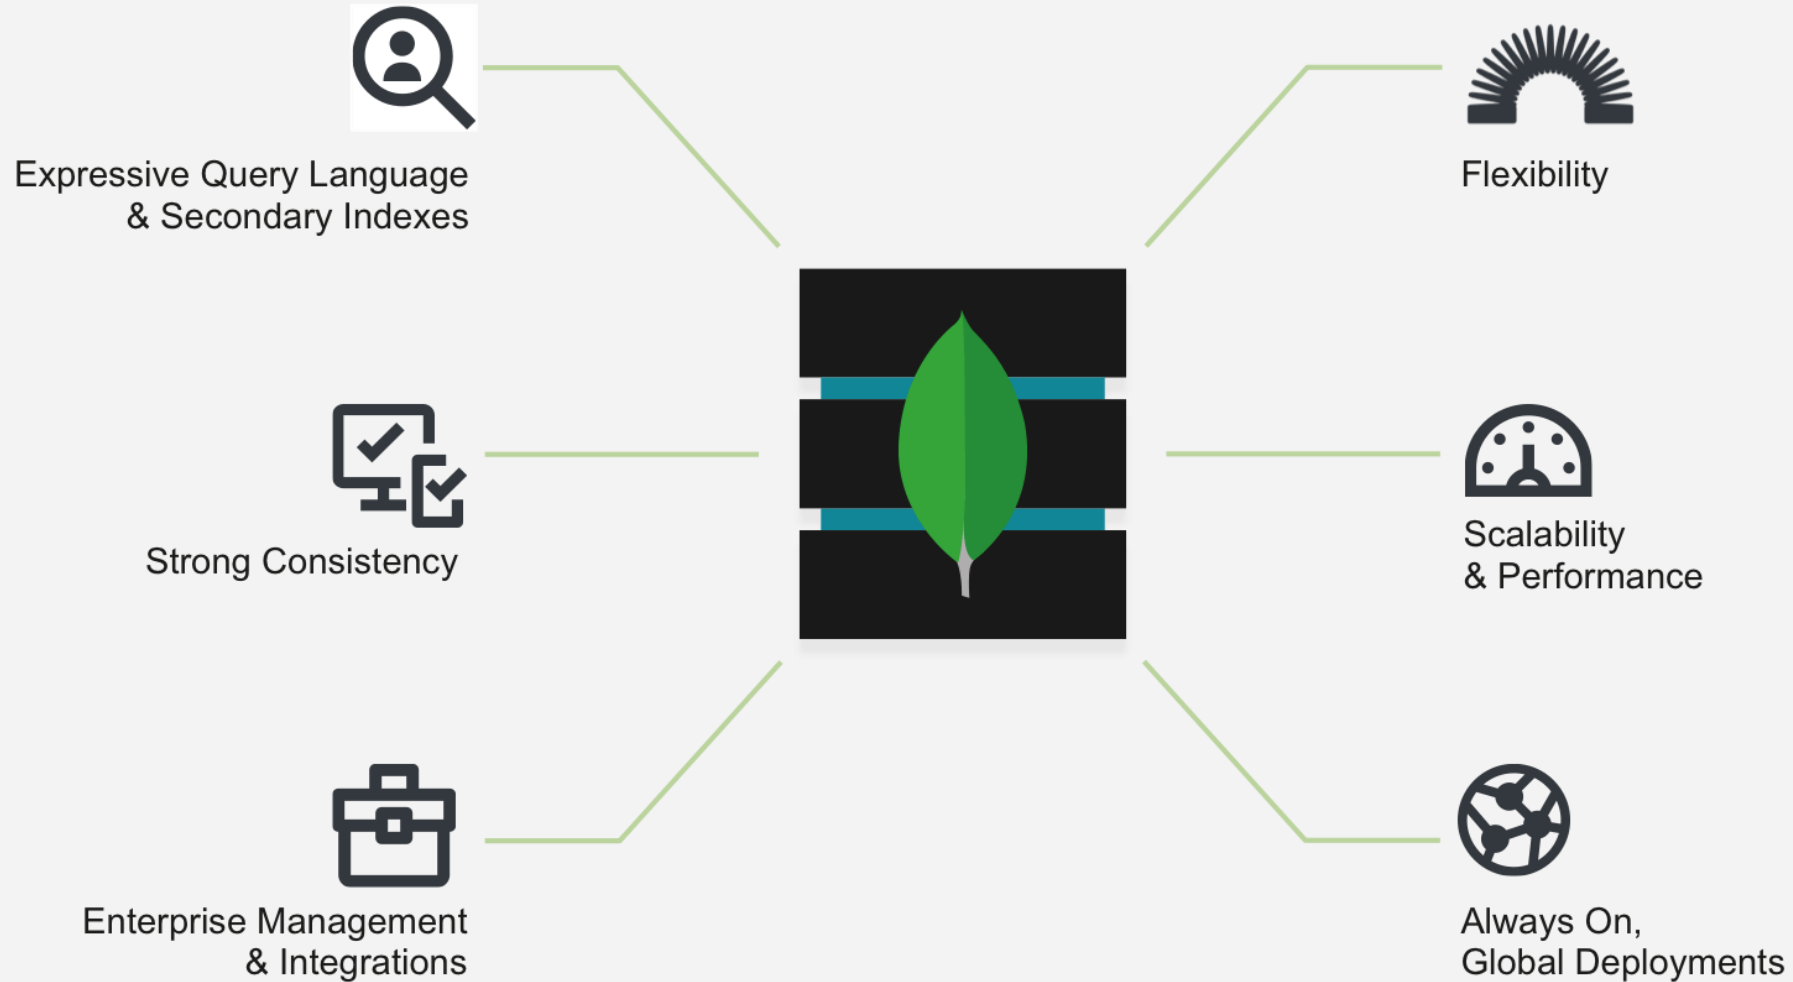 Expressive Query Language
& Secondary Indexes
Flexibility
Strong Consistency
Scalability
& Performance
Enterprise Management
& Integrations
Always On,
Global Deployments